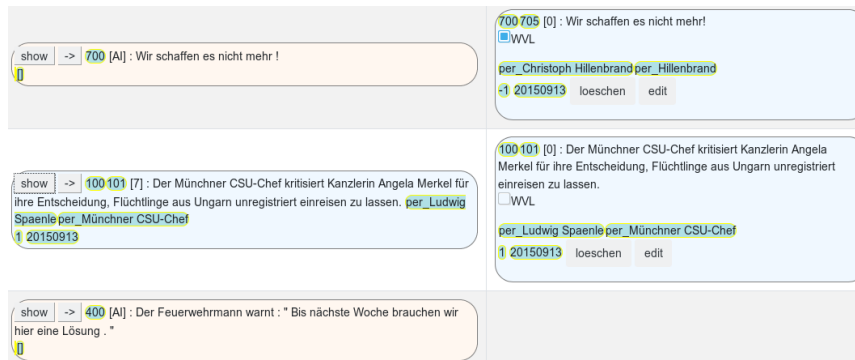 show -> 700 [AI] : Wir schaffen es nicht mehr !
[]
700 705 [0] : Wir schaffen es nicht mehr!
WVL
per_Christoph Hillenbrand per_Hillenbrand
-1 20150913 loeschen edit
show -> 100 101 [7] : Der Münchner CSU-Chef kritisiert Kanzlerin Angela Merkel für
ihre Entscheidung, Flüchtlinge aus Ungarn unregistriert einreisen zu lassen. per_Ludwig
Spaenle per_Münchner CSU-Chef
1 20150913
100 101 [0] : Der Münchner CSU-Chef kritisiert Kanzlerin Angela
Merkel für ihre Entscheidung, Flüchtlinge aus Ungarn unregistriert
einreisen zu lassen.
WVL
per_Ludwig Spaenle per_Münchner CSU-Chef
1 20150913 loeschen edit
show -> 400 [AI] : Der Feuerwehrmann warnt : " Bis nächste Woche brauchen wir
hier eine Lösung . "
[]